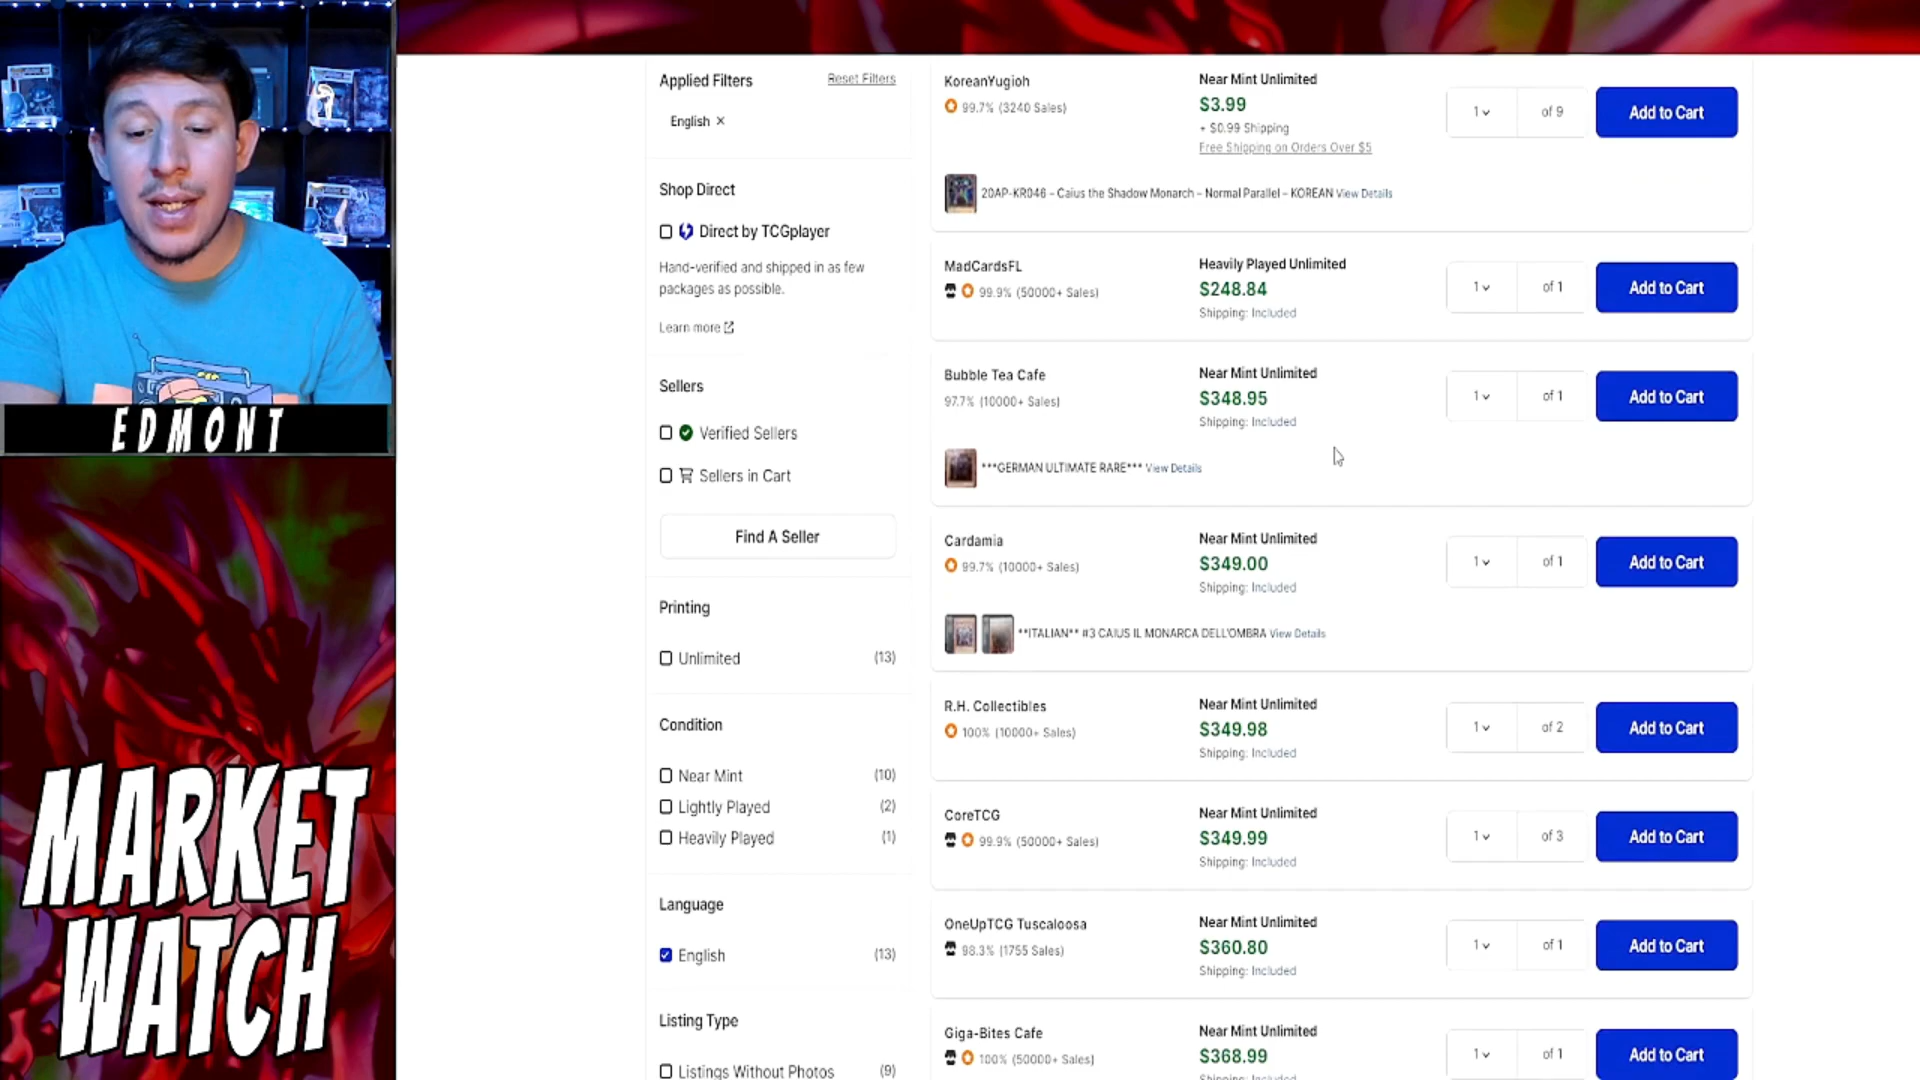 EDMONT
MARKET
WATCH
Applied Filters
Reset Filters
English ×
Shop Direct
Direct by TCGplayer
Hand-verified and shipped in as few
packages as possible.
Learn more
Sellers
Verified Sellers
Sellers in Cart
Find A Seller
Printing
Unlimited (13)
Condition
Near Mint (10)
Lightly Played (2)
Heavily Played (1)
Language
English (13)
Listing Type
Listings Without Photos (9)
KoreanYugioh
99.7% (3240 Sales)
Near Mint Unlimited
$3.99
+ $0.99 Shipping
Free Shipping on Orders Over $5
1 of 9
Add to Cart
20AP-KR046 - Caius the Shadow Monarch - Normal Parallel - KOREAN View Details
MadCardsFL
99.9% (50000+ Sales)
Heavily Played Unlimited
$248.84
Shipping: Included
1 of 1
Add to Cart
Bubble Tea Cafe
97.7% (10000+ Sales)
Near Mint Unlimited
$348.95
Shipping: Included
1 of 1
Add to Cart
***GERMAN ULTIMATE RARE*** View Details
Cardamia
99.7% (10000+ Sales)
Near Mint Unlimited
$349.00
Shipping: Included
1 of 1
Add to Cart
**ITALIAN** #3 CAIUS IL MONARCA DELL'OMBRA View Details
R.H. Collectibles
100% (10000+ Sales)
Near Mint Unlimited
$349.98
Shipping: Included
1 of 2
Add to Cart
CoreTCG
99.9% (50000+ Sales)
Near Mint Unlimited
$349.99
Shipping: Included
1 of 3
Add to Cart
OneUpTCG Tuscaloosa
98.3% (1755 Sales)
Near Mint Unlimited
$360.80
Shipping: Included
1 of 1
Add to Cart
Giga-Bites Cafe
100% (50000+ Sales)
Near Mint Unlimited
$368.99
Shipping: Included
1 of 1
Add to Cart